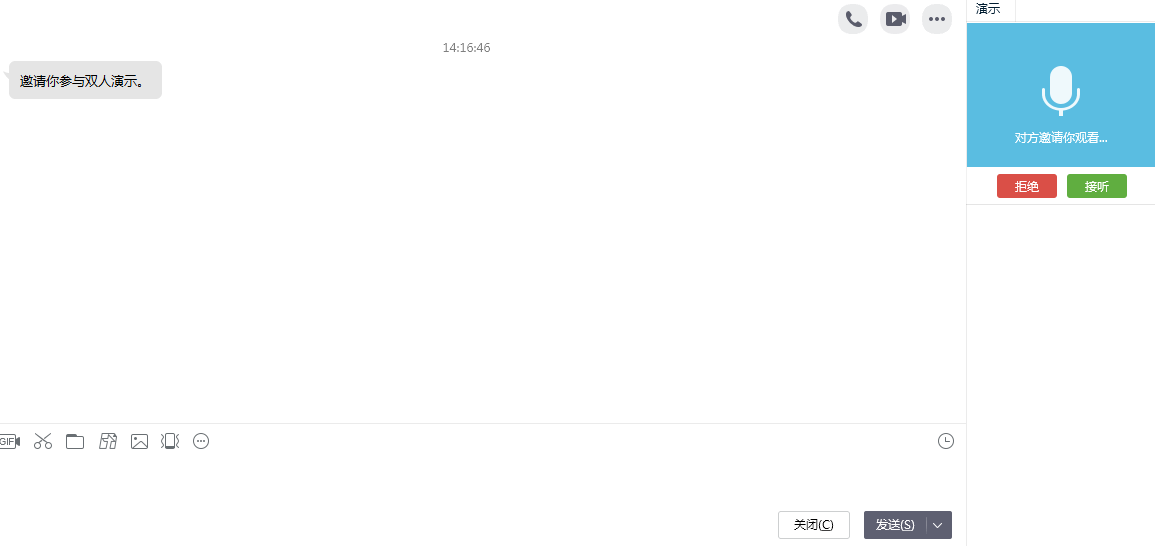 演示
14:16:46
邀请你参与双人演示。
对方邀请你观看...
拒绝
接听
GIF
关闭(C)
发送(S)